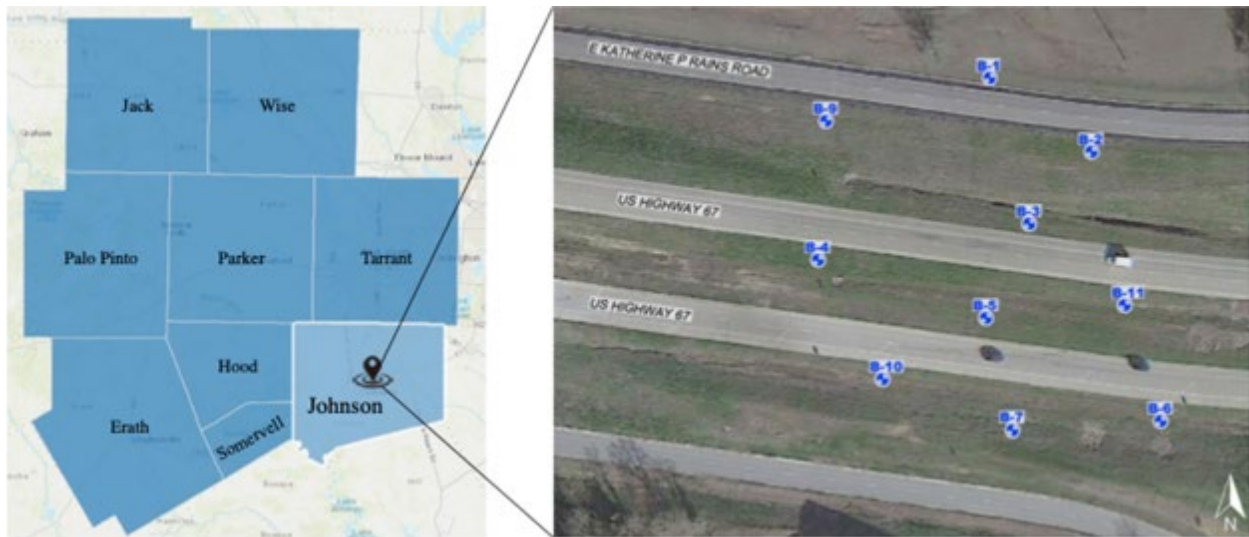 Jack
Wise
Graham
Palo Pinto
Parker
Tarrant
Hood
Johnson
Erath
Somervell
E KATHERINE P RAINS ROAD
B-1
B-9
B-2
US HIGHWAY 67
B-3
B-4
B-11
B-5
US HIGHWAY 67
B-10
B-6
B-7
N